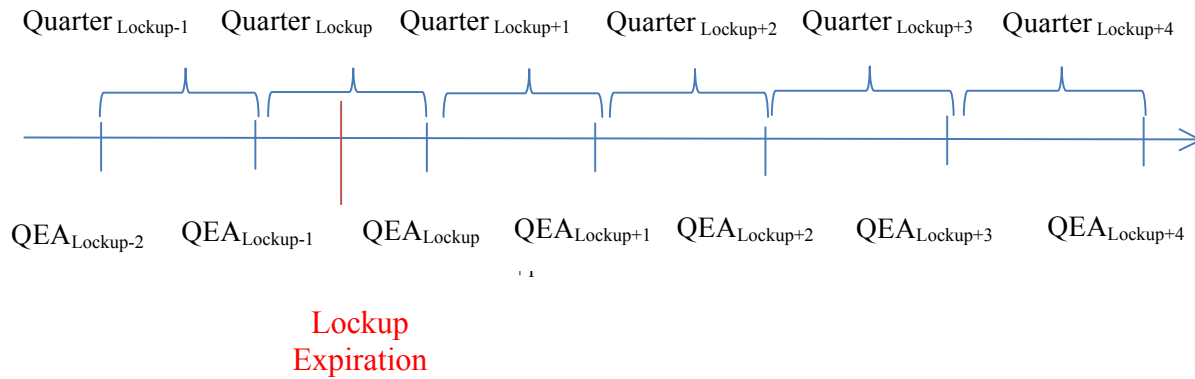 Quarter Lockup-1 Quarter Lockup Quarter Lockup+1 Quarter Lockup+2 Quarter Lockup+3 Quarter Lockup+4
QEALockup-2 QEALockup-1 QEALockup QEALockup+1 QEALockup+2 QEALockup+3 QEALockup+4
Lockup
Expiration